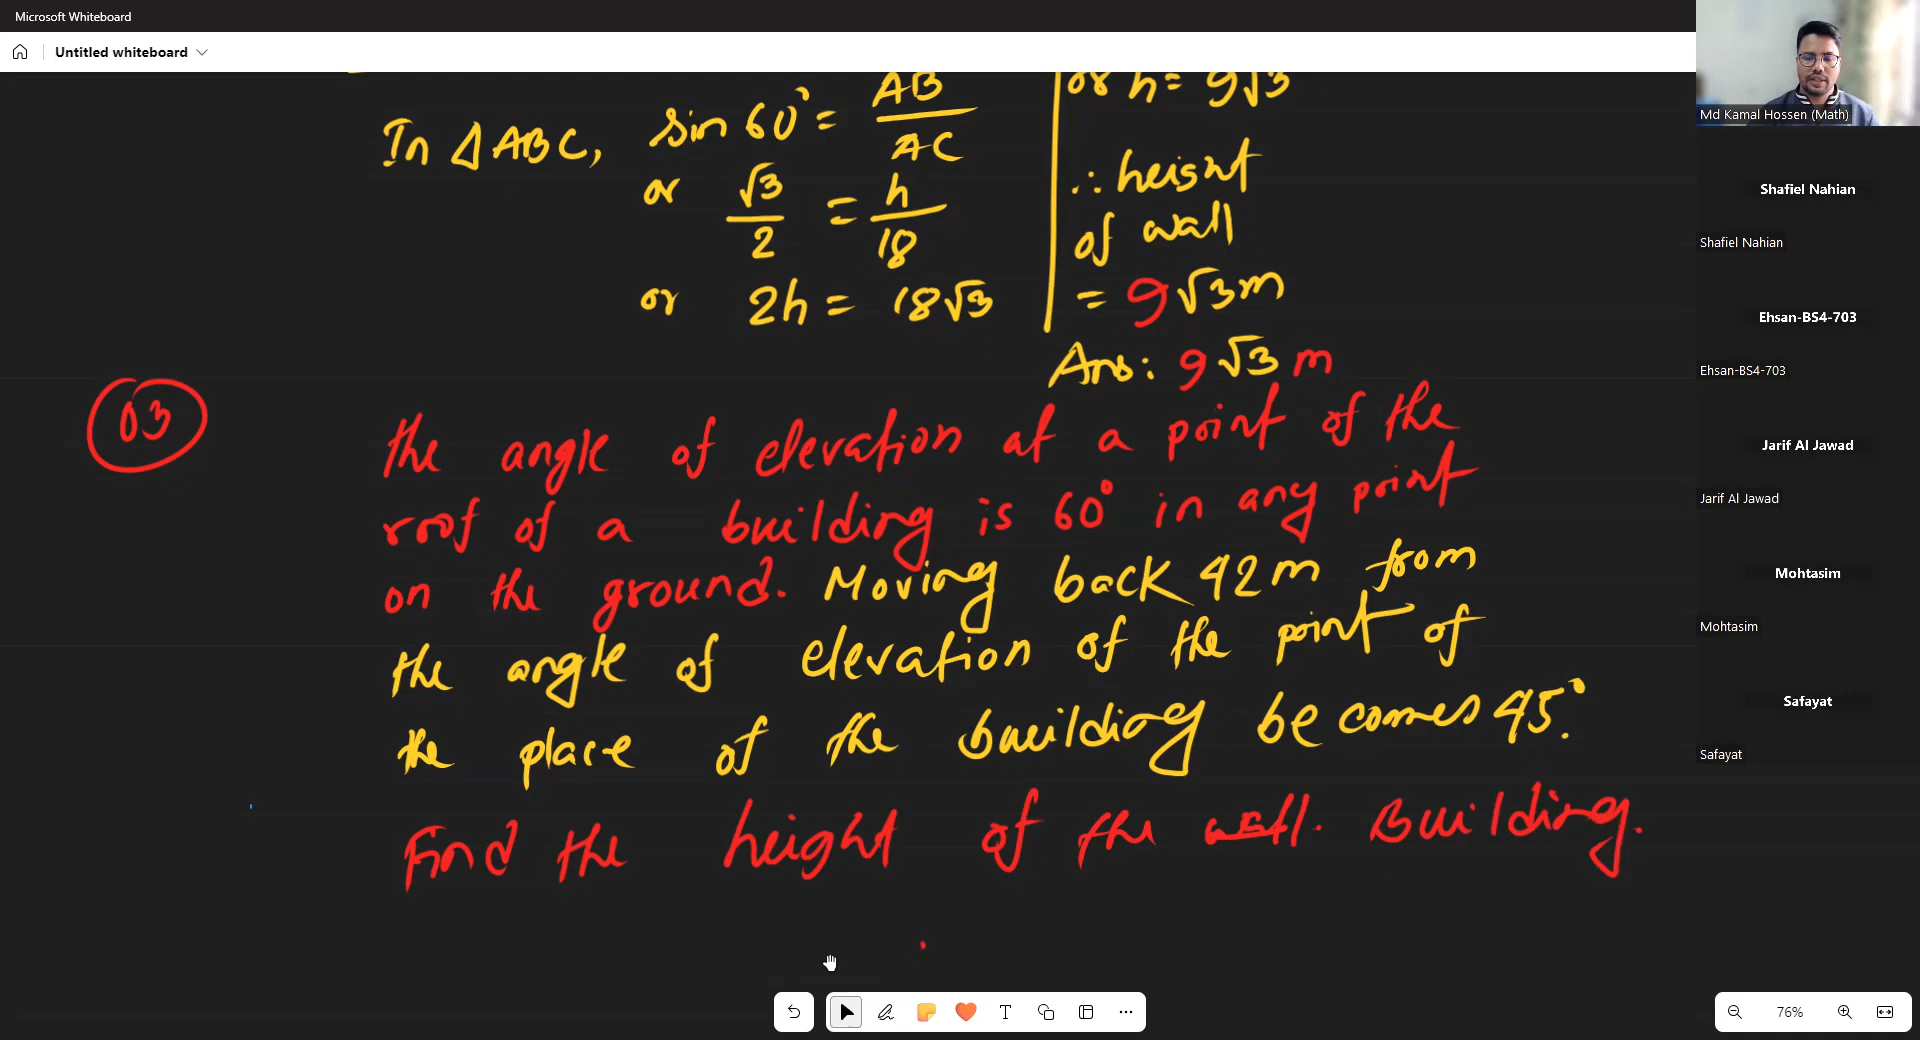 Microsoft Whiteboard
Untitled whiteboard
In ΔABC, sin 60° = AB/AC
or √3/2 = h/18
or 2h = 18√3
or h = 9√3
∴ height
of wall
= 9√3m
Ans: 9√3 m
03
the angle of elevation at a point of the
roof of a building is 60° in any point
on the ground. Moving back 42m from
the angle of elevation of the point of
the place of the building becomes 45°.
Find the height of the wall. Building.
Md Kamal Hossen (Math)
Shafiel Nahian
Shafiel Nahian
Ehsan-BS4-703
Ehsan-BS4-703
Jarif Al Jawad
Jarif Al Jawad
Mohtasim
Mohtasim
Safayat
Safayat
76%